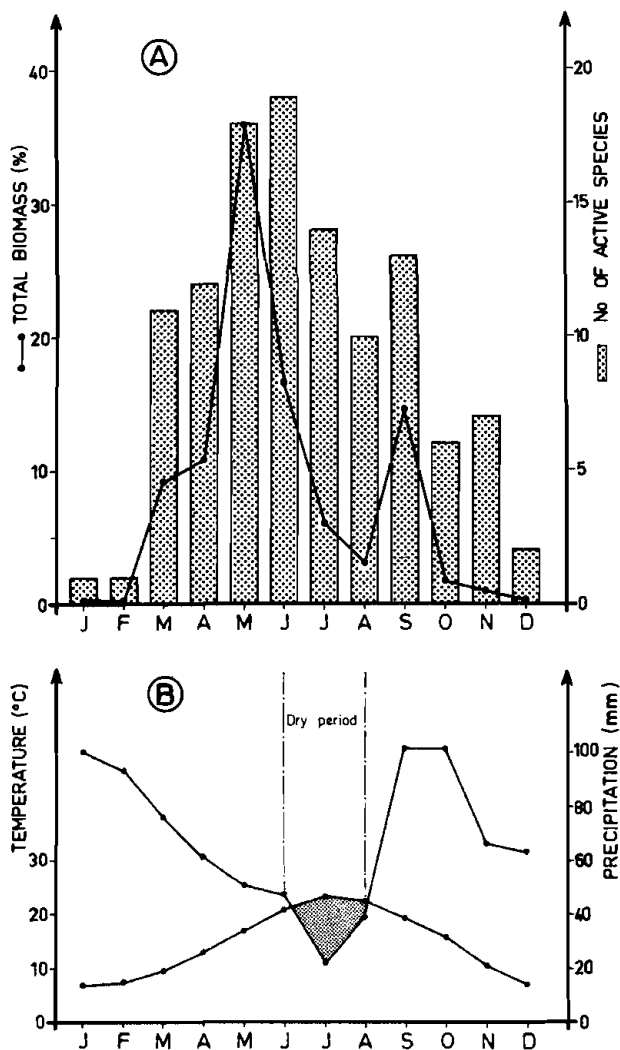 A
40
30
20
10
0
TOTAL BIOMASS (%)
20
15
10
5
0
No OF ACTIVE SPECIES
J F M A M J J A S O N D
B
Dry period
TEMPERATURE (°C)
30
20
10
0
PRECIPITATION (mm)
100
80
60
40
20
0
J F M A M J J A S O N D